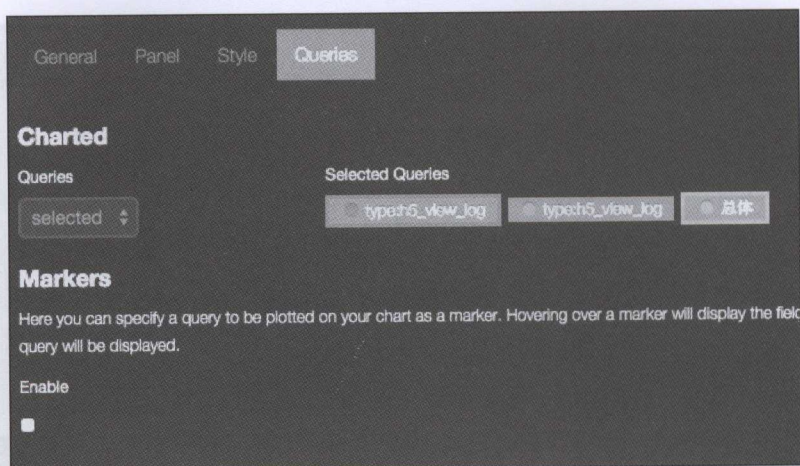 General Panel Style Queries
Charted
Queries
Selected Queries
selected
type:h5_view_log type:h5_view_log 总体
Markers
Here you can specify a query to be plotted on your chart as a marker. Hovering over a marker will display the field
query will be displayed.
Enable